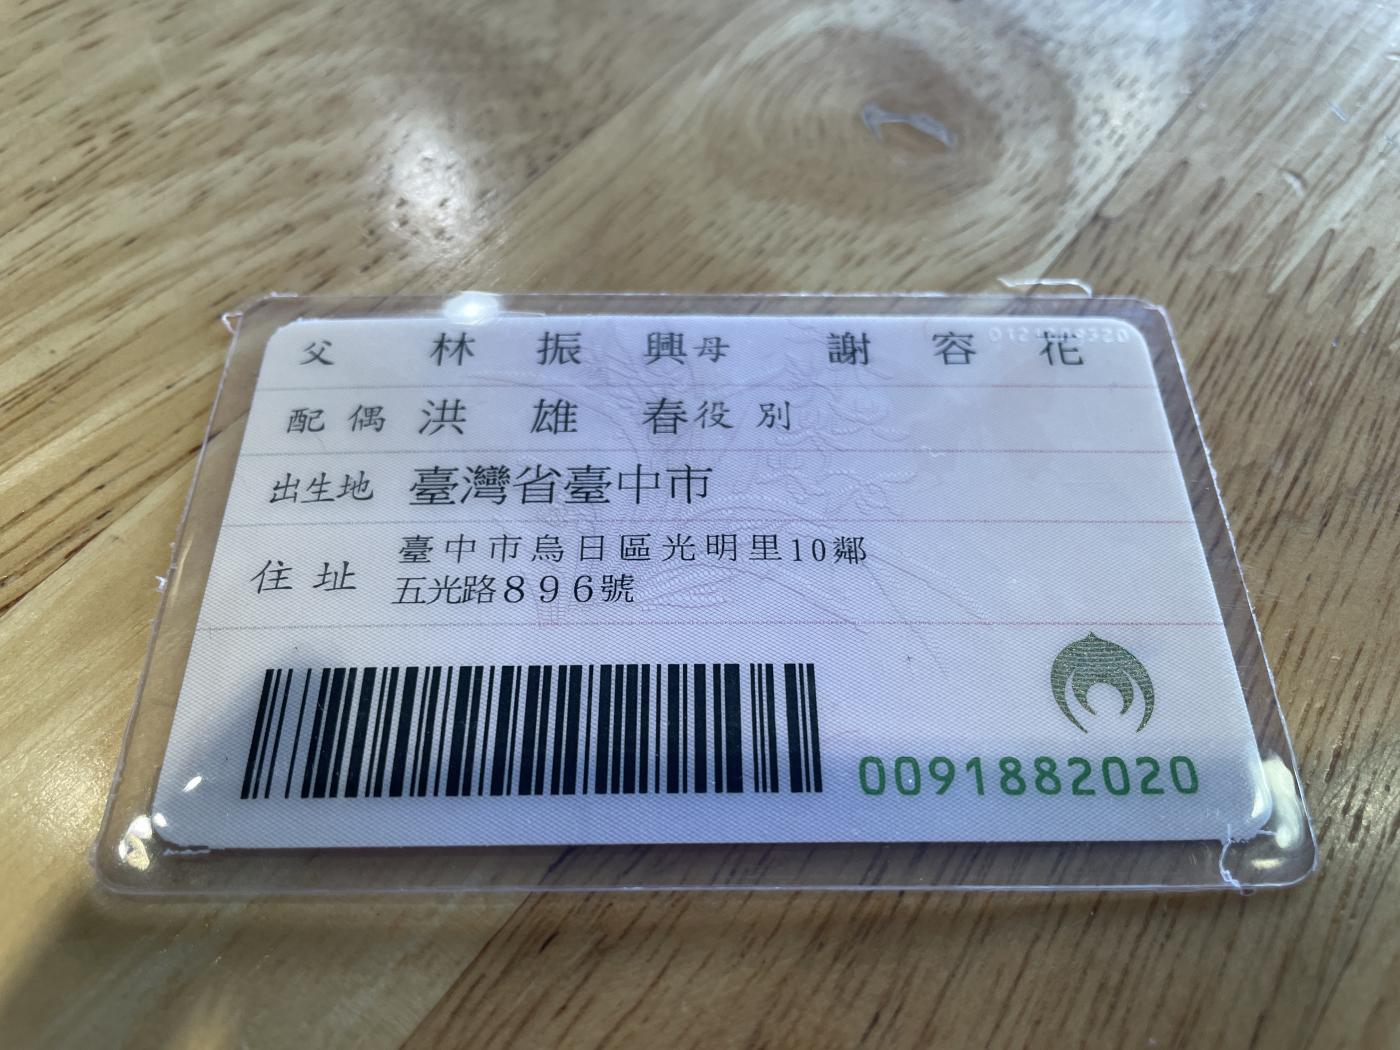 父 林 振 興 母 謝 容 花
配 偶 洪 雄 春 役 別
出生地 臺灣省臺中市
住 址 臺中市烏日區光明里10鄰
五光路896號
0091882020